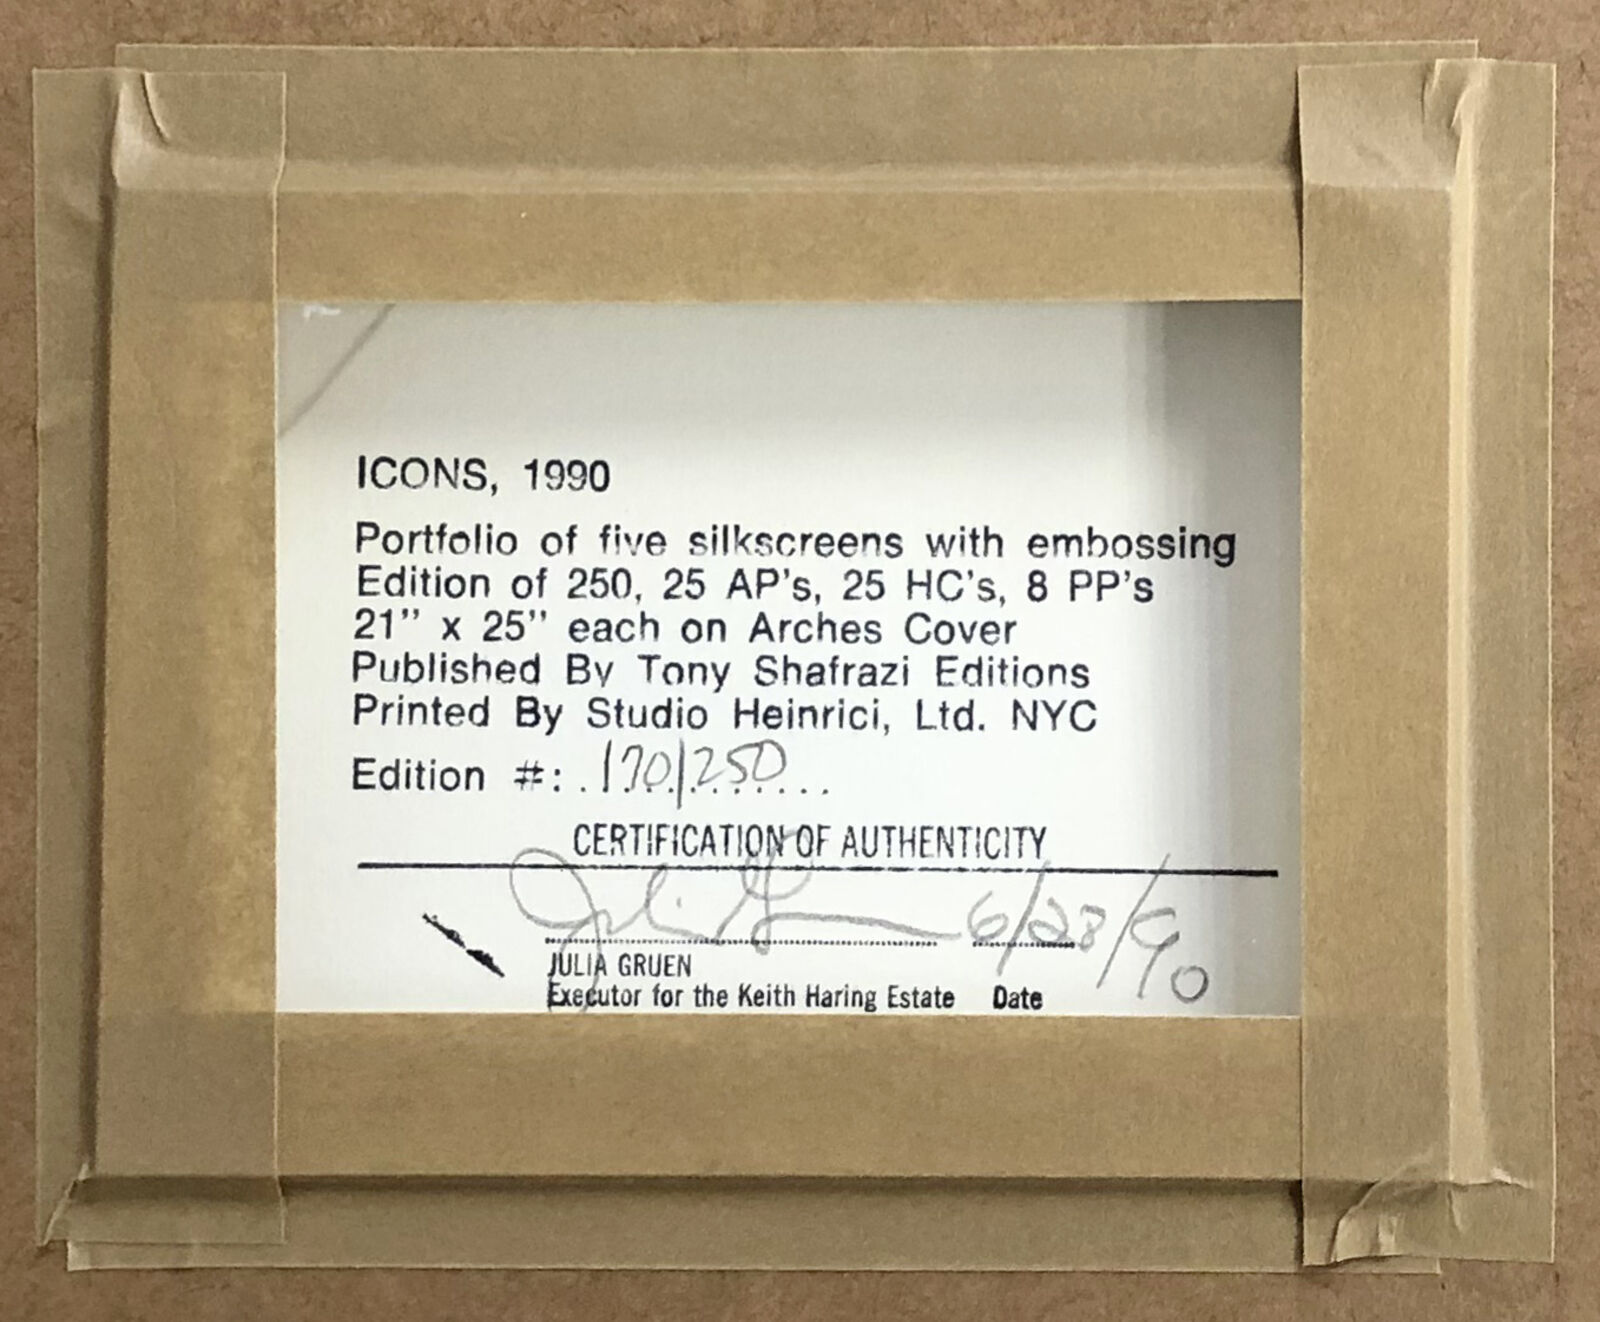 ICONS, 1990
Portfolio of five silkscreens with embossing
Edition of 250, 25 AP's, 25 HC's, 8 PP's
21" x 25" each on Arches Cover
Published By Tony Shafrazi Editions
Printed By Studio Heinrici, Ltd. NYC
Edition #: 170/250
CERTIFICATION OF AUTHENTICITY
Julia Gruen 6/28/90
JULIA GRUEN
Executor for the Keith Haring Estate Date